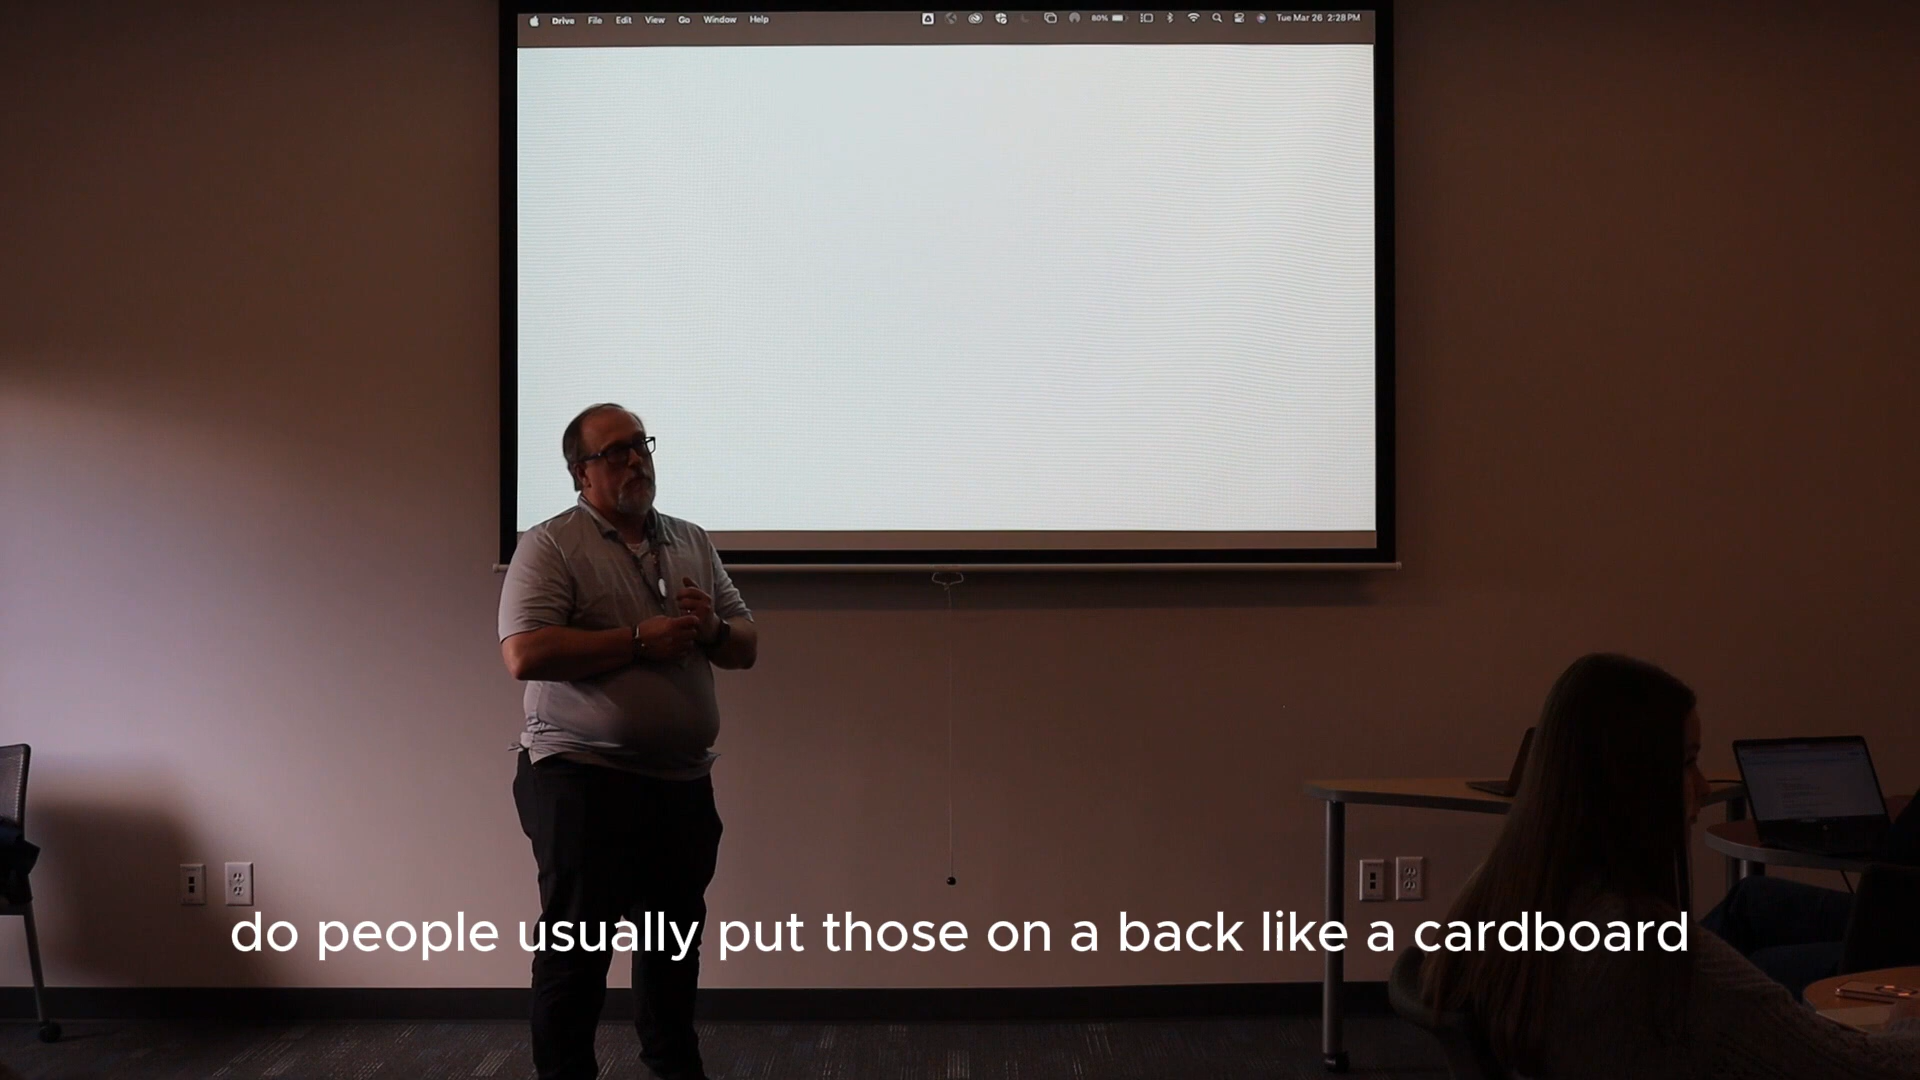 Drive File Edit View Go Window Help 80% Tue Mar 26 2:28 PM
do people usually put those on a back like a cardboard